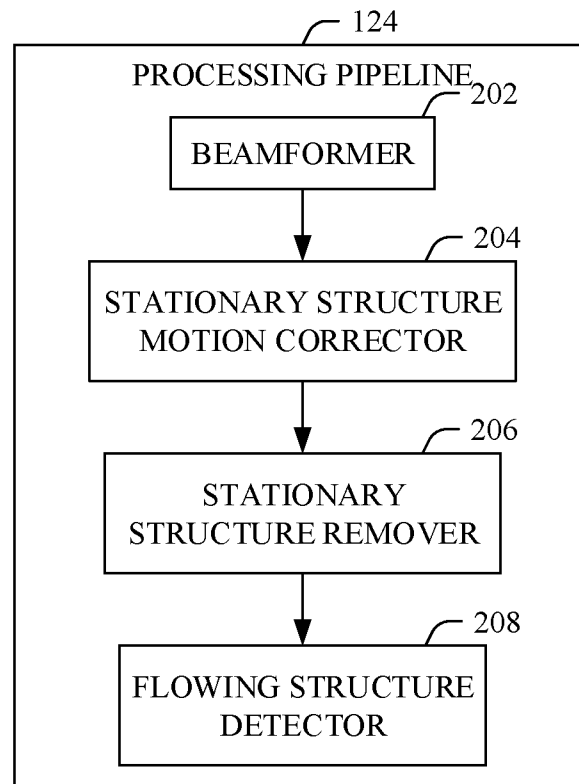 124
PROCESSING PIPELINE
202
BEAMFORMER
204
STATIONARY STRUCTURE
MOTION CORRECTOR
206
STATIONARY
STRUCTURE REMOVER
208
FLOWING STRUCTURE
DETECTOR